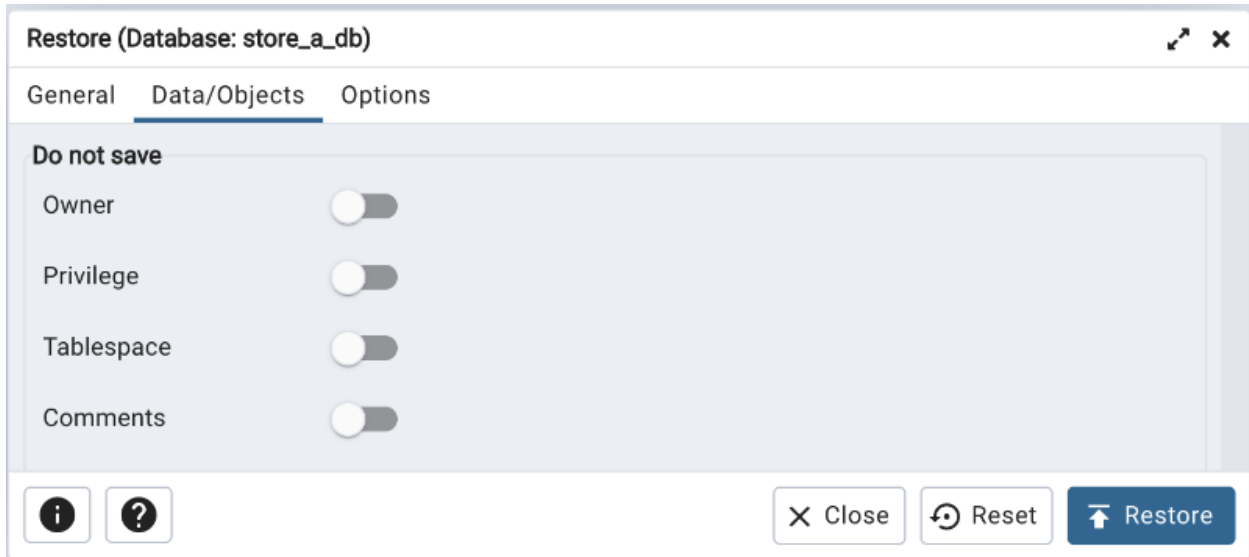 Restore (Database: store_a_db)
General Data/Objects Options
Do not save
Owner
Privilege
Tablespace
Comments
Close Reset Restore